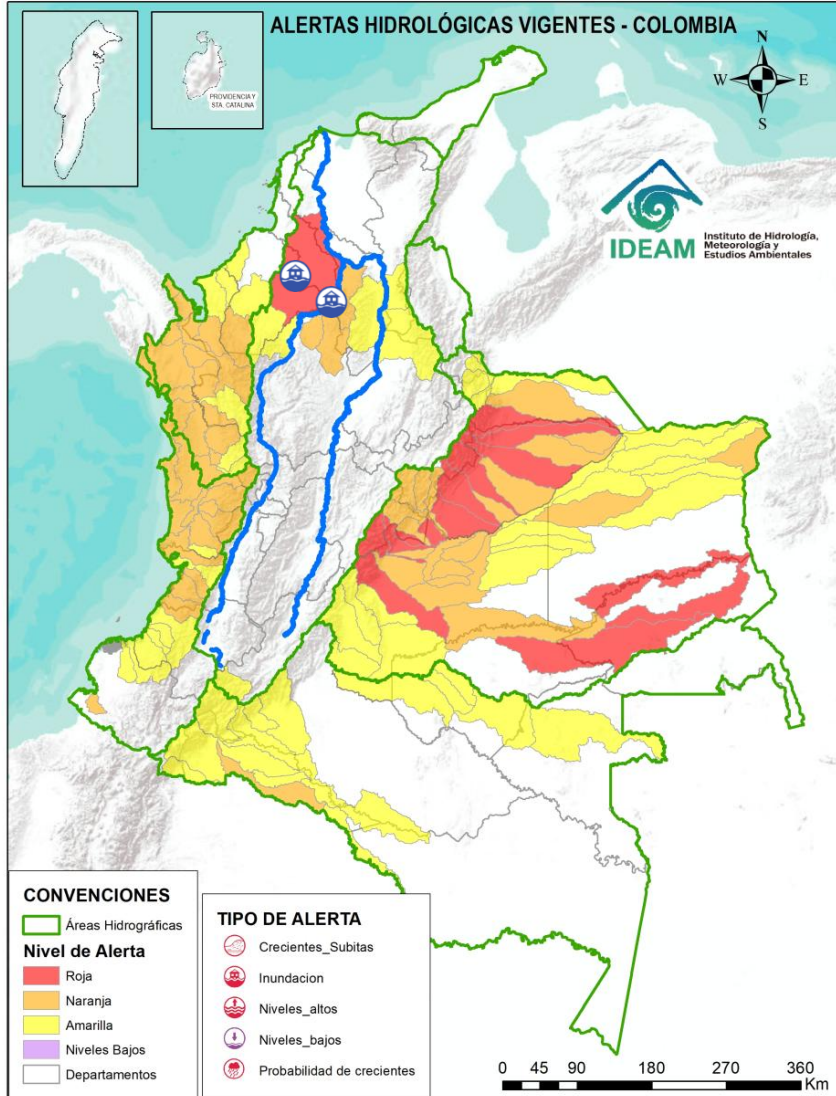 ALERTAS HIDROLÓGICAS VIGENTES - COLOMBIA
PROVIDENCIA Y
STA. CATALINA
N
W
E
S
IDEAM
Instituto de Hidrología,
Meteorología y
Estudios Ambientales
CONVENCIONES
Áreas Hidrográficas
Nivel de Alerta
Roja
Naranja
Amarilla
Niveles Bajos
Departamentos
TIPO DE ALERTA
Crecientes_Subitas
Inundacion
Niveles_altos
Niveles_bajos
Probabilidad de crecientes
0 45 90 180 270 360
Km